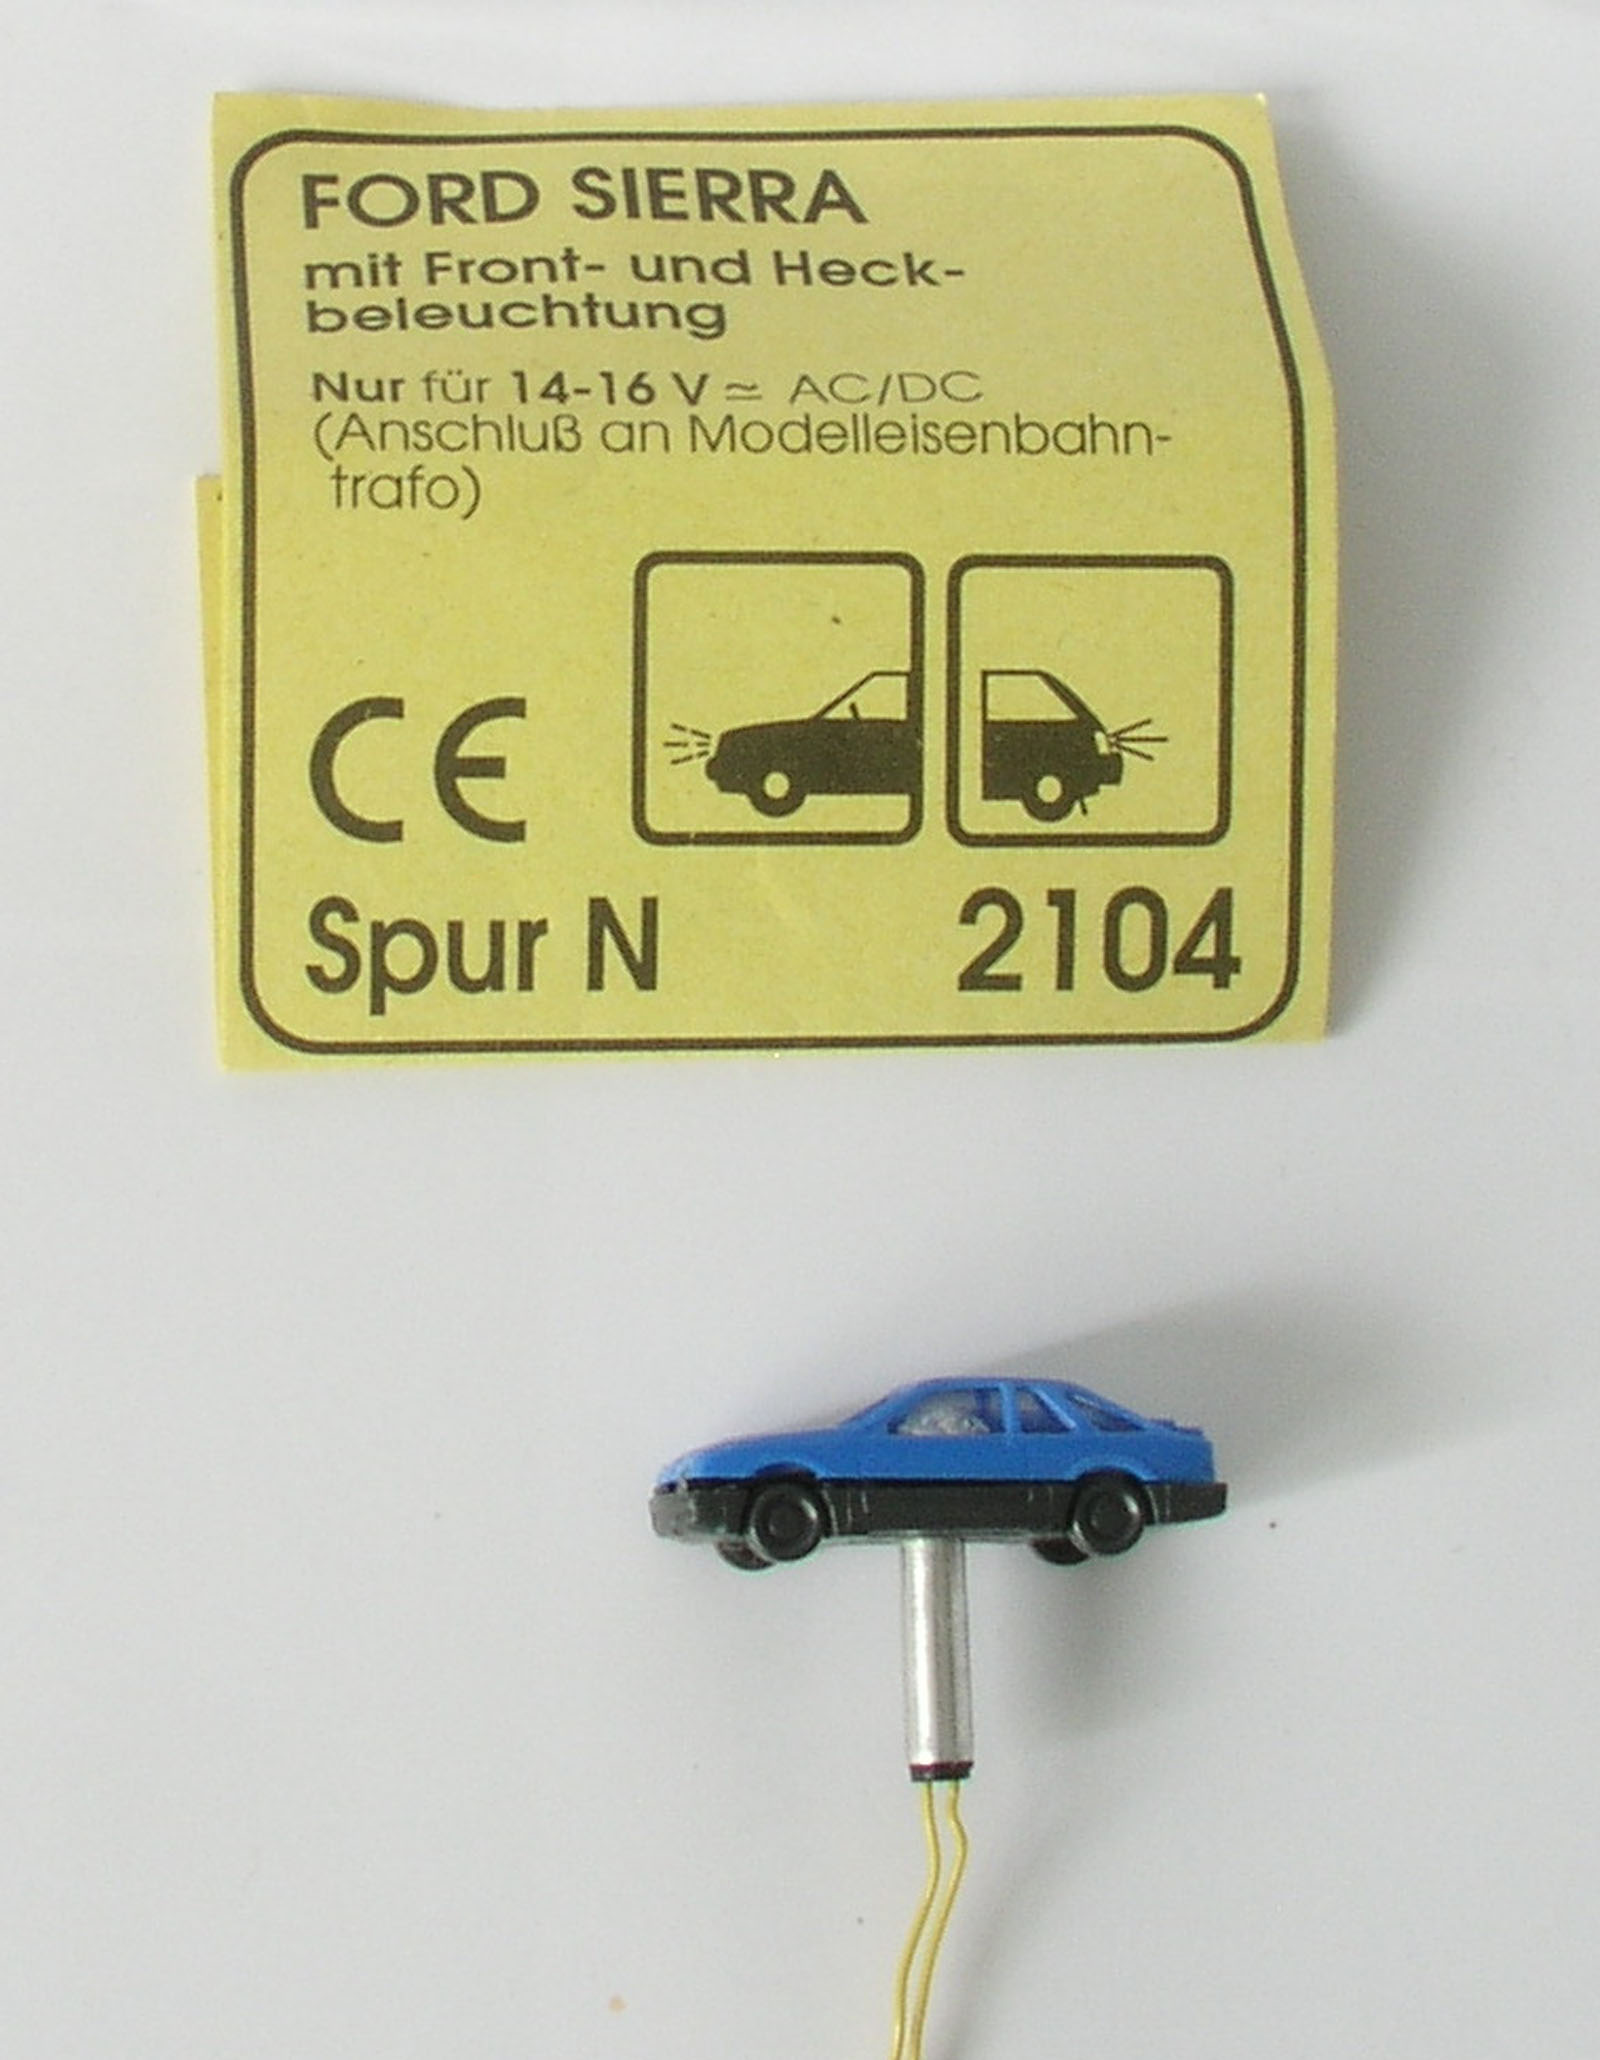 FORD SIERRA
mit Front- und Heck-
beleuchtung
Nur für 14-16 V ≃ AC/DC
(Anschluß an Modelleisenbahn-
trafo)
CE
Spur N 2104